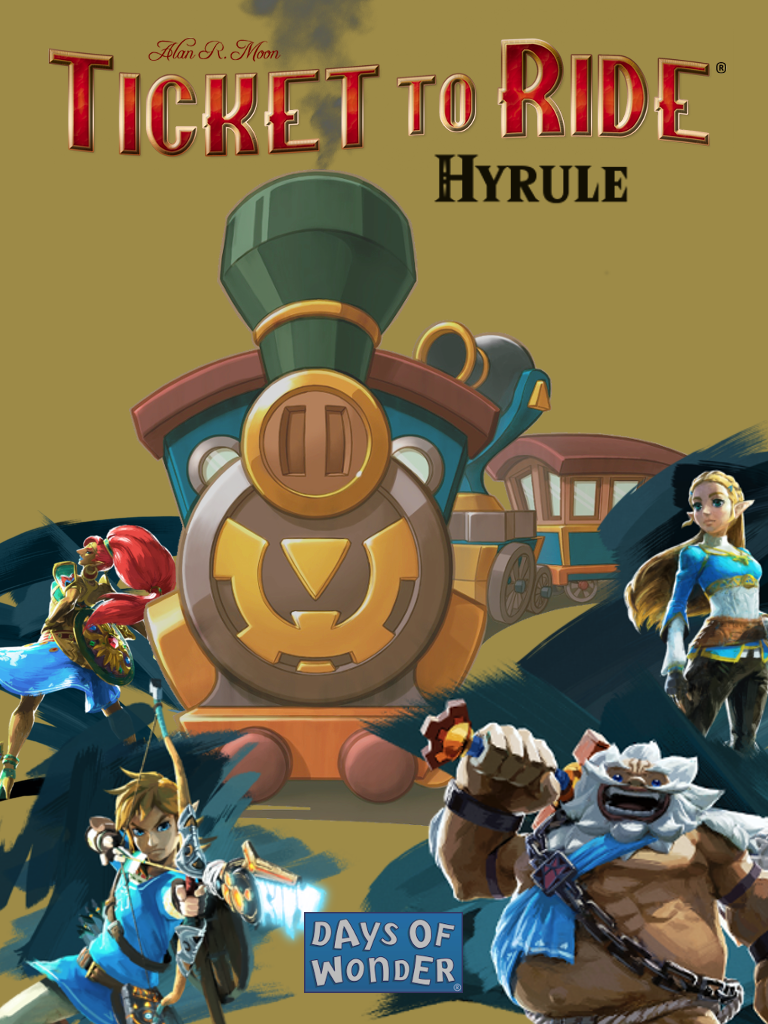 Alan R. Moon
TICKET TO RIDE®
HYRULE
DAYS OF
WONDER®